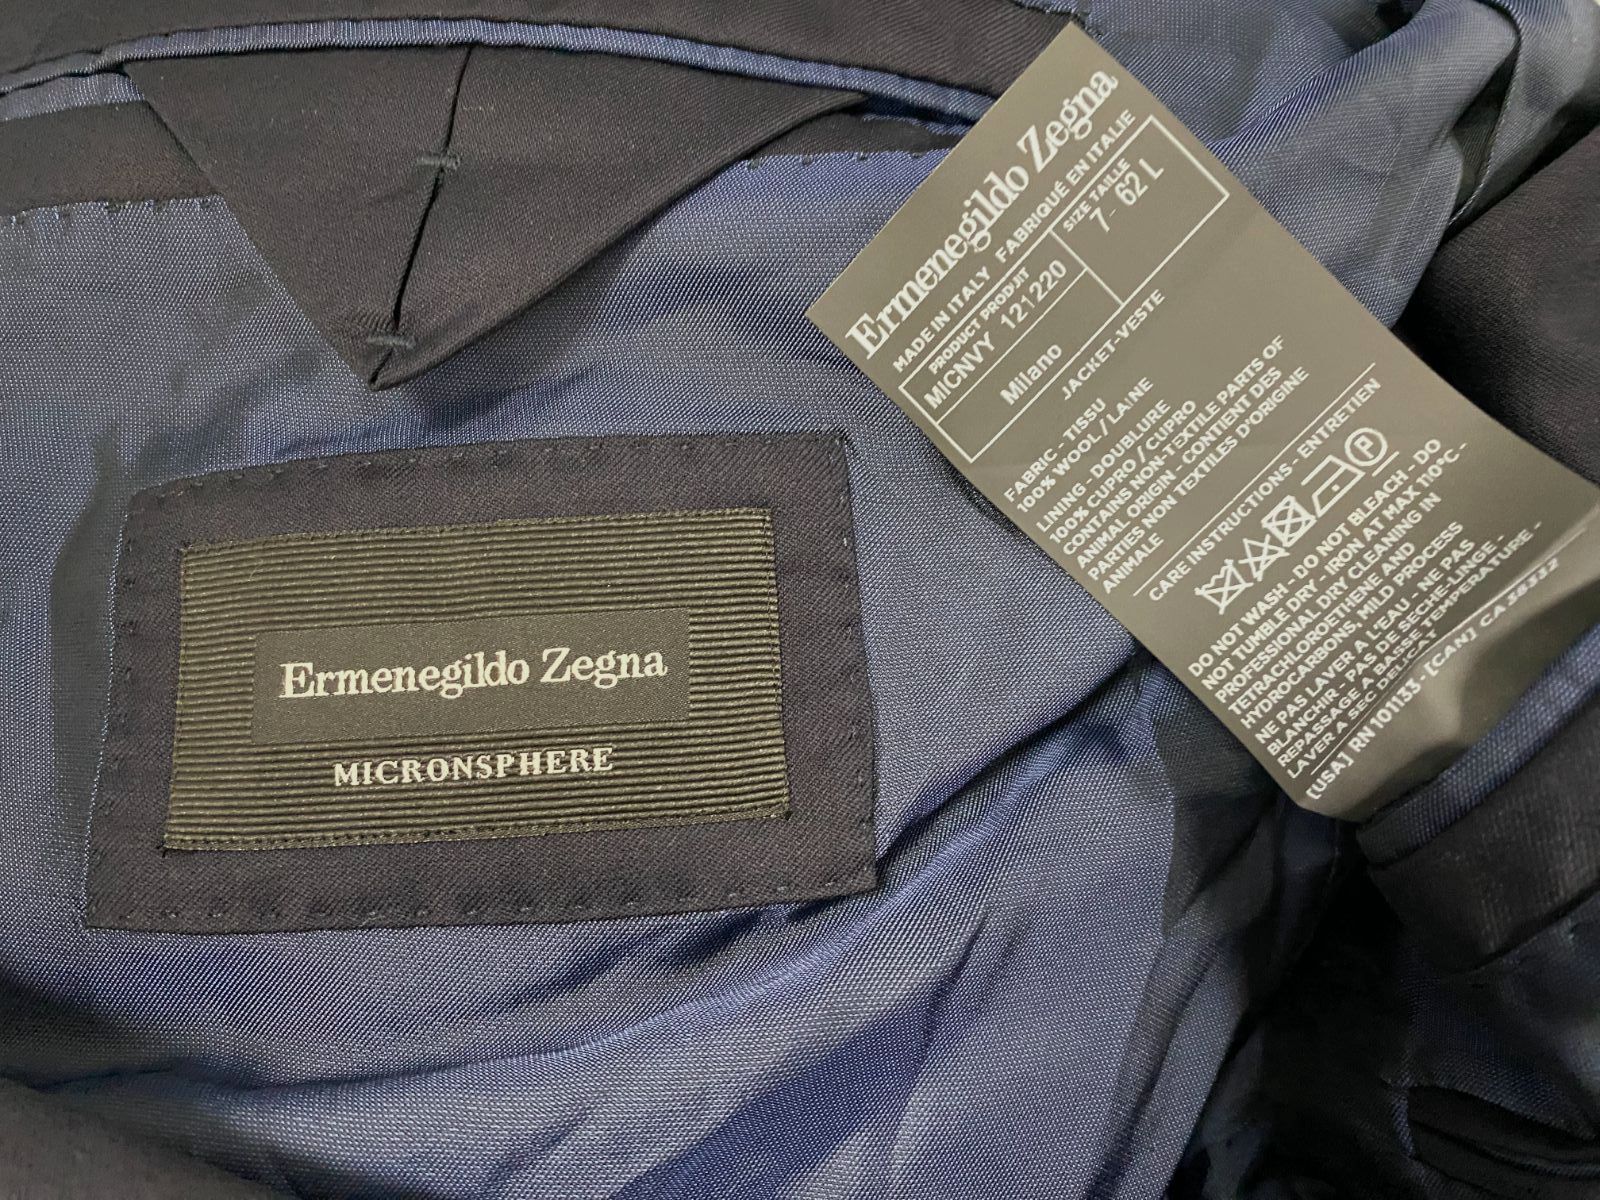 Ermenegildo Zegna
MICRONSPHERE
Ermenegildo Zegna
MADE IN ITALY FABRIQUÉ EN ITALIE
PRODUCT PRODUIT
MICNVY 121220
SIZE TAILLE
7 - 62 L
Milano
JACKET-VESTE
FABRIC - TISSU
100% WOOL / LAINE
LINING - DOUBLURE
100% CUPRO / CUPRO
CONTAINS NON-TEXTILE PARTS OF
ANIMAL ORIGIN - CONTIENT DES
PARTIES NON TEXTILES D'ORIGINE
ANIMALE
CARE INSTRUCTIONS - ENTRETIEN
P
DO NOT WASH - DO NOT BLEACH - DO
NOT TUMBLE DRY - IRON AT MAX 110°C -
PROFESSIONAL DRY CLEANING IN
TETRACHLOROETHENE AND
HYDROCARBONS, MILD PROCESS
NE PAS LAVER A L'EAU - NE PAS
BLANCHIR - PAS DE SECHE-LINGE -
REPASSAGE A BASSE TEMPERATURE -
LAVER A SEC DELICAT
[USA] RN 101133 - [CAN] CA 38332